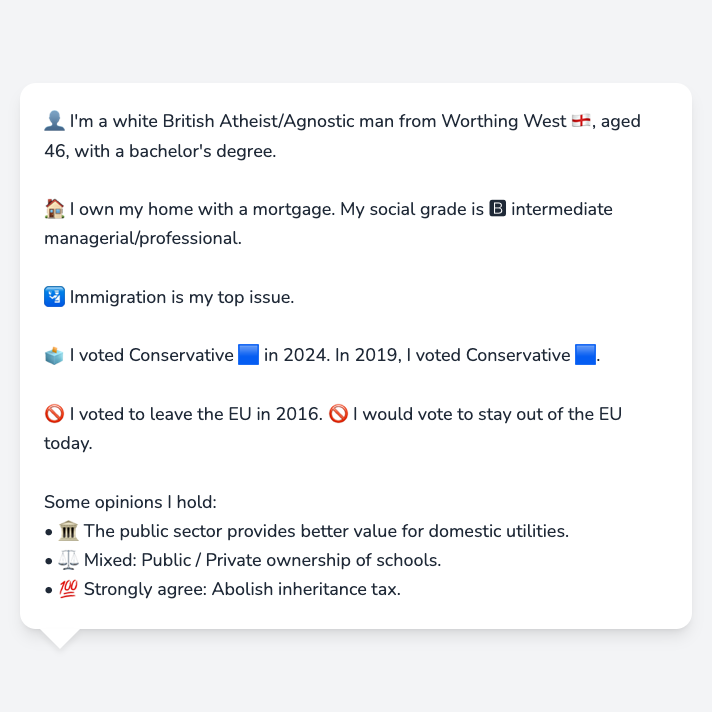 👤 I'm a white British Atheist/Agnostic man from Worthing West 🏴󠁧󠁢󠁥󠁮󠁧󠁿, aged
46, with a bachelor's degree.
🏠 I own my home with a mortgage. My social grade is 🅱 intermediate
managerial/professional.
🛂 Immigration is my top issue.
🗳️ I voted Conservative 🟦 in 2024. In 2019, I voted Conservative 🟦.
🚫 I voted to leave the EU in 2016. 🚫 I would vote to stay out of the EU
today.
Some opinions I hold:
• 🏛️ The public sector provides better value for domestic utilities.
• ⚖️ Mixed: Public / Private ownership of schools.
• 💯 Strongly agree: Abolish inheritance tax.